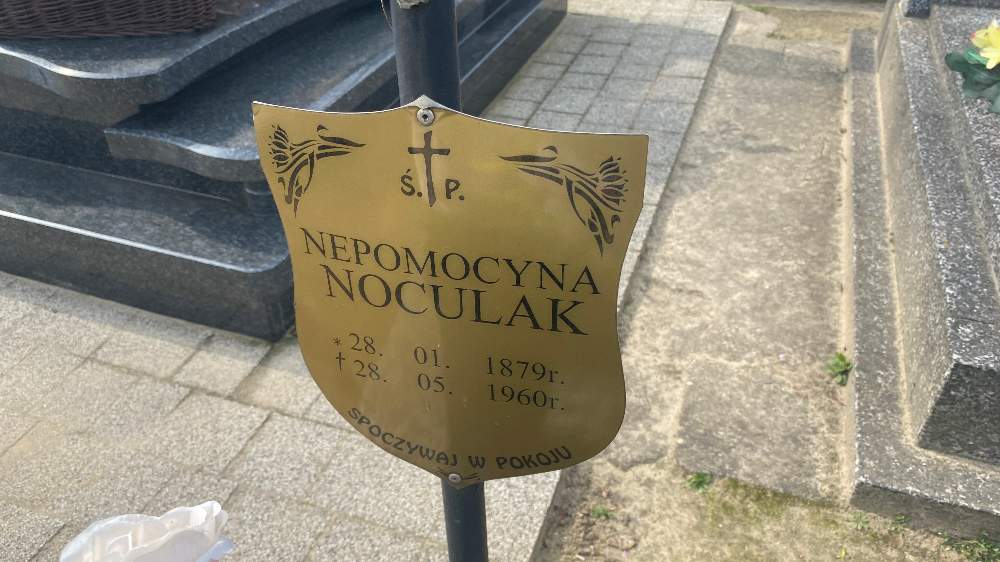 Ś. P.
NEPOMOCYNA
NOCULAK
* 28. 01. 1879r.
† 28. 05. 1960r.
SPOCZYWAJ W POKOJU